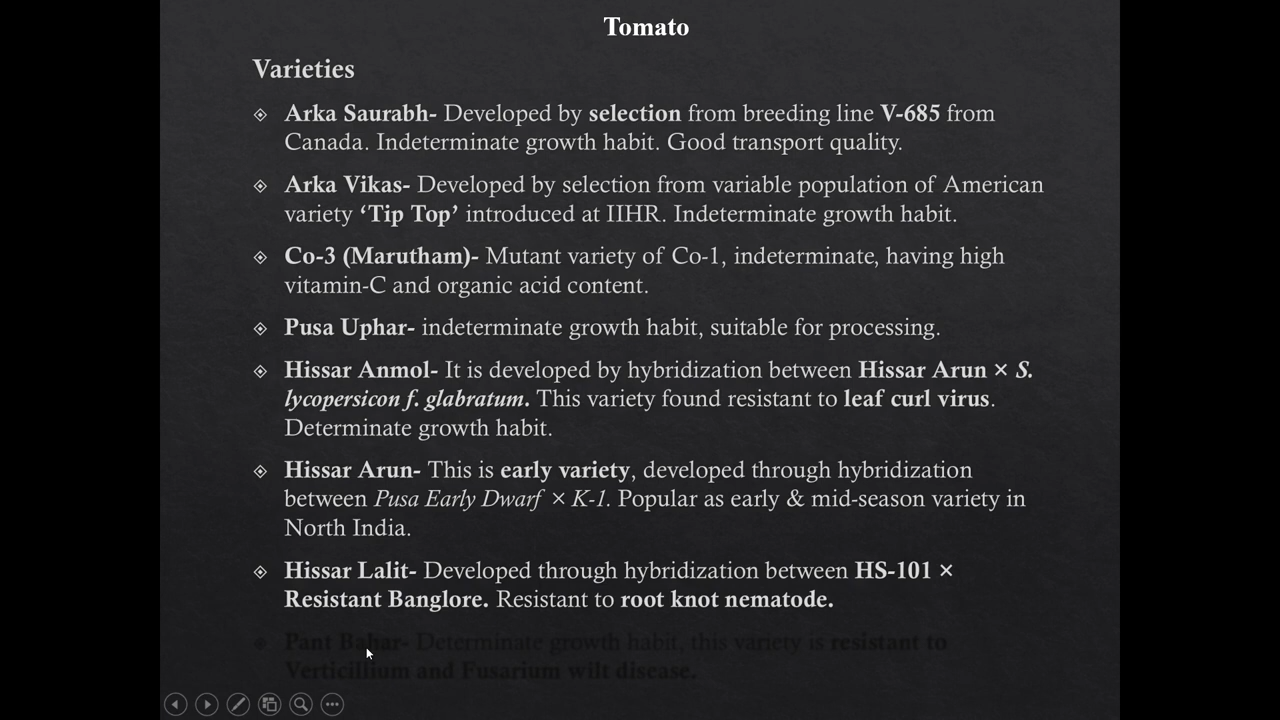 Tomato
Varieties
Arka Saurabh- Developed by selection from breeding line V-685 from
Canada. Indeterminate growth habit. Good transport quality.
Arka Vikas- Developed by selection from variable population of American
variety ‘Tip Top’ introduced at IIHR. Indeterminate growth habit.
Co-3 (Marutham)- Mutant variety of Co-1, indeterminate, having high
vitamin-C and organic acid content.
Pusa Uphar- indeterminate growth habit, suitable for processing.
Hissar Anmol- It is developed by hybridization between Hissar Arun × S.
lycopersicon f. glabratum. This variety found resistant to leaf curl virus.
Determinate growth habit.
Hissar Arun- This is early variety, developed through hybridization
between Pusa Early Dwarf × K-1. Popular as early & mid-season variety in
North India.
Hissar Lalit- Developed through hybridization between HS-101 ×
Resistant Banglore. Resistant to root knot nematode.
Pant Bahar- Determinate growth habit, this variety is resistant to
Verticillium and Fusarium wilt disease.